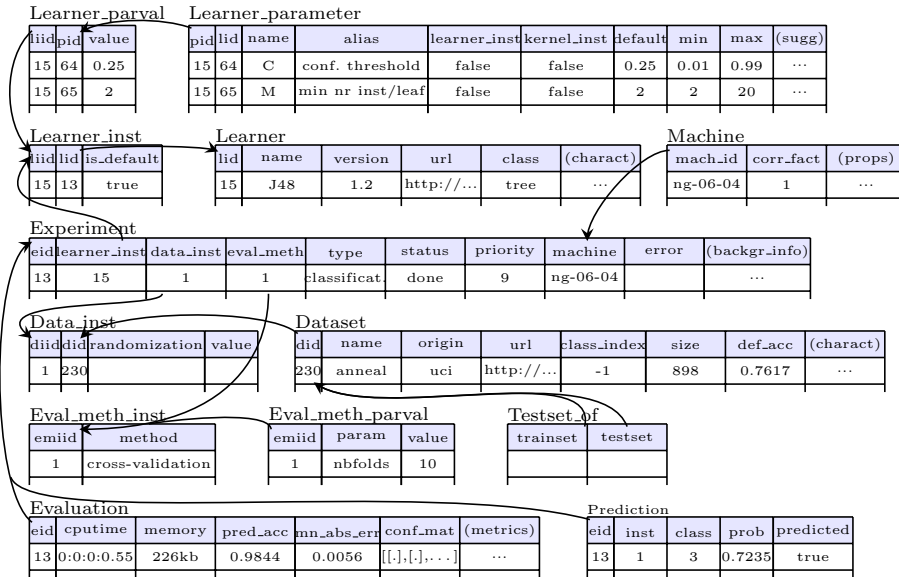 Learner_parval Learner_parameter
liid pid value pid lid name alias learner_inst kernel_inst default min max (sugg)
15 64 0.25 15 64 C conf. threshold false false 0.25 0.01 0.99 ...
15 65 2 15 65 M min nr inst/leaf false false 2 2 20 ...
Learner_inst Learner Machine
liid lid is_default lid name version url class (charact) mach_id corr_fact (props)
15 13 true 15 J48 1.2 http://... tree ... ng-06-04 1 ...
Experiment
eid learner_inst data_inst eval_meth type status priority machine error (backgr_info)
13 15 1 1 classificat. done 9 ng-06-04 ...
Data_inst Dataset
diid did randomization value did name origin url class_index size def_acc (charact)
1 230 230 anneal uci http://... -1 898 0.7617 ...
Eval_meth_inst Eval_meth_parval Testset_of
emiid method emiid param value trainset testset
1 cross-validation 1 nbfolds 10
Evaluation Prediction
eid cputime memory pred_acc mn_abs_err conf_mat (metrics) eid inst class prob predicted
13 0:0:0:0.55 226kb 0.9844 0.0056 [[.],[.],...] ... 13 1 3 0.7235 true